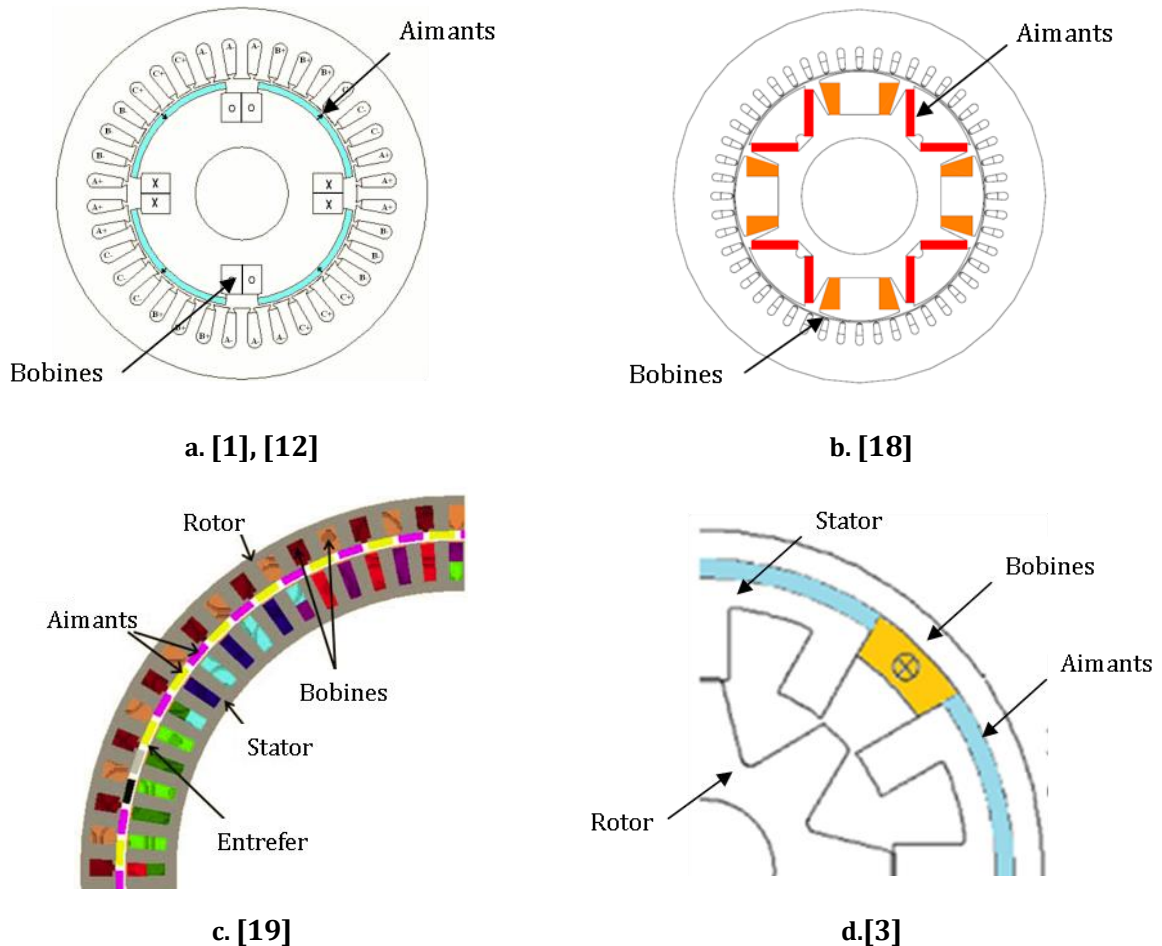 Aimants
A- A- A- B+ B+ B+ C- C- C- A+ A+ A+ B- B- B- C+ C+ C+ A- A- A- B+ B+ B+ C- C- C- A+ A+ A+ B- B- B- C+ C+ C+
O O
X X
X X
O
Bobines
a. [1], [12]
Aimants
Bobines
b. [18]
Rotor
Aimants
Bobines
Stator
Entrefer
c. [19]
Stator
Bobines
Aimants
Rotor
d.[3]